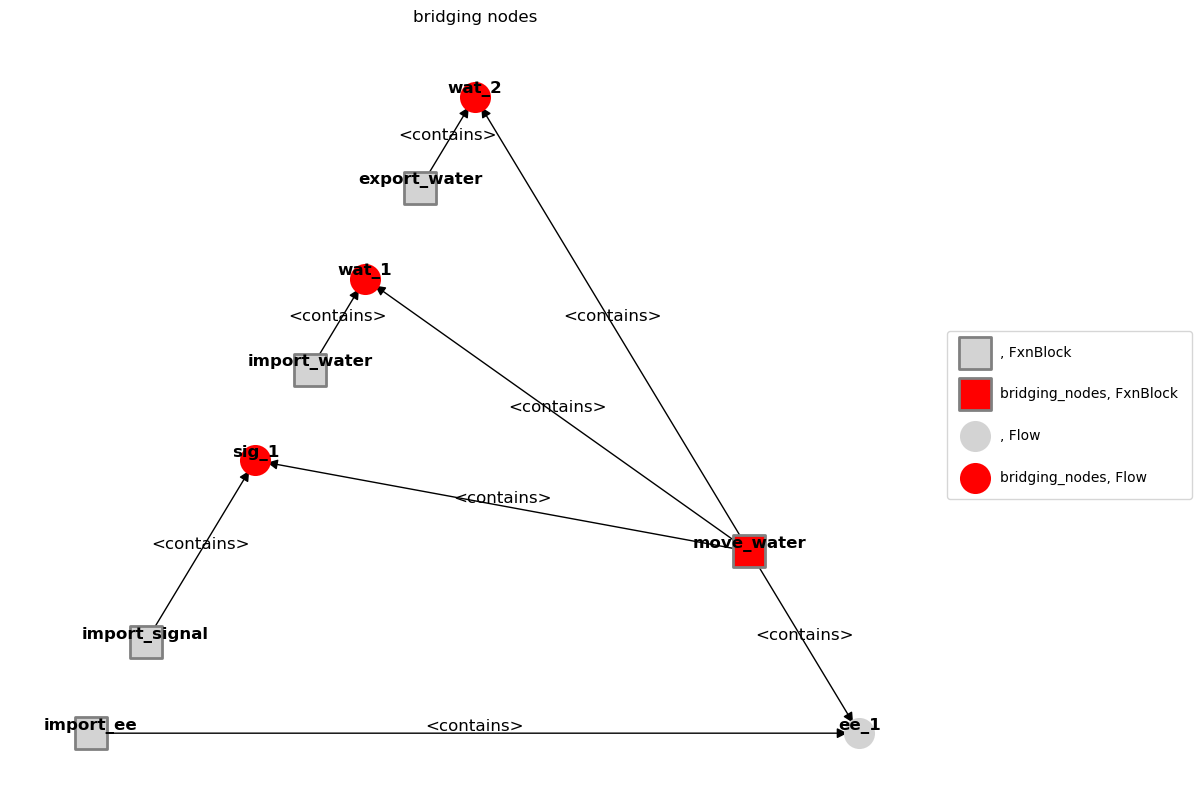 bridging nodes
wat_2
<contains>
export_water
wat_1
<contains>
<contains>
import_water
<contains>
sig_1
<contains>
<contains>
move_water
import_signal
<contains>
import_ee
<contains>
ee_1
, FxnBlock
bridging_nodes, FxnBlock
, Flow
bridging_nodes, Flow